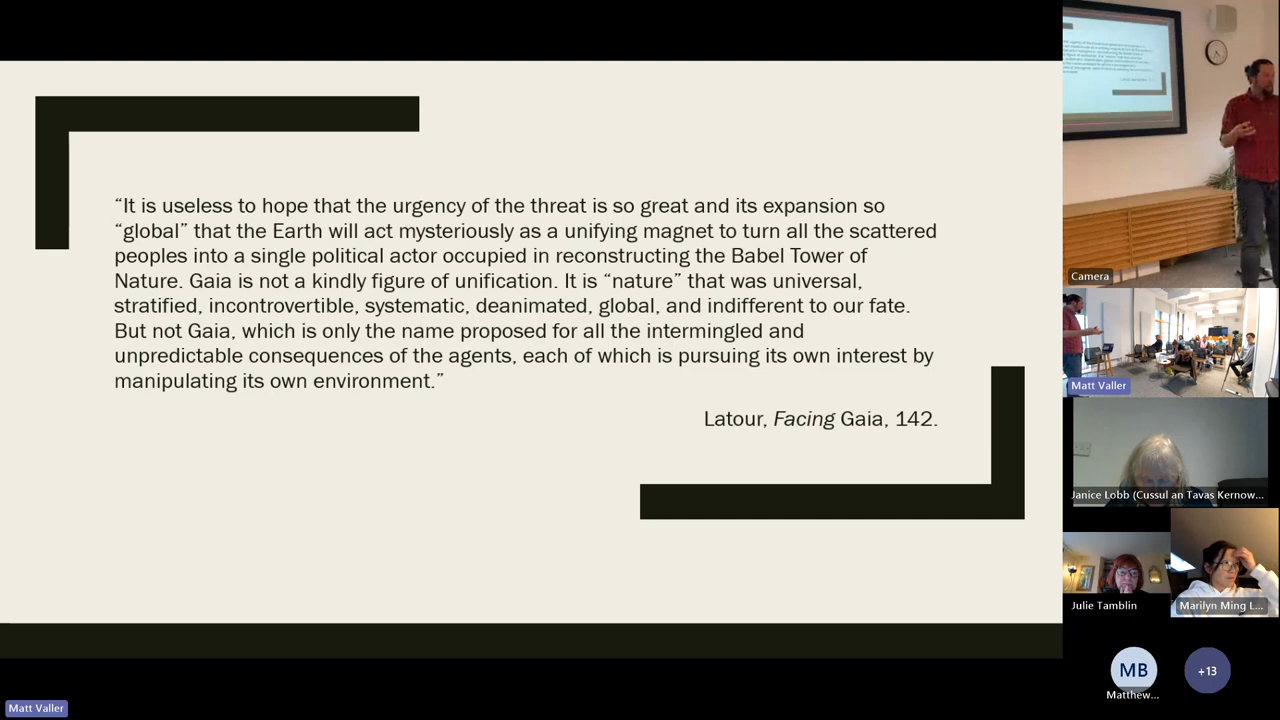 “It is useless to hope that the urgency of the threat is so great and its expansion so
“global” that the Earth will act mysteriously as a unifying magnet to turn all the scattered
peoples into a single political actor occupied in reconstructing the Babel Tower of
Nature. Gaia is not a kindly figure of unification. It is “nature” that was universal,
stratified, incontrovertible, systematic, deanimated, global, and indifferent to our fate.
But not Gaia, which is only the name proposed for all the intermingled and
unpredictable consequences of the agents, each of which is pursuing its own interest by
manipulating its own environment.”
Latour, Facing Gaia, 142.
Matt Valler
Camera
Matt Valler
Janice Lobb (Cussul an Tavas Kernow...
Julie Tamblin
Marilyn Ming L...
MB
Matthew...
+13